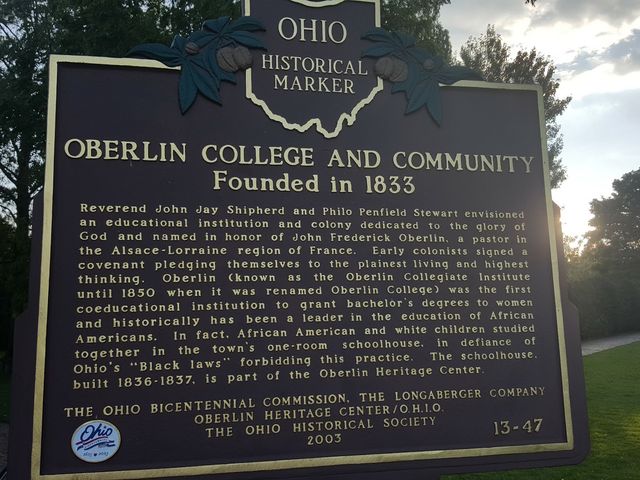 OHIO
HISTORICAL
MARKER
OBERLIN COLLEGE AND COMMUNITY
Founded in 1833
Reverend John Jay Shipherd and Philo Penfield Stewart envisioned
an educational institution and colony dedicated to the glory of
God and named in honor of John Frederick Oberlin, a pastor in
the Alsace-Lorraine region of France. Early colonists signed a
covenant pledging themselves to the plainest living and highest
thinking. Oberlin (known as the Oberlin Collegiate Institute
until 1850 when it was renamed Oberlin College) was the first
coeducational institution to grant bachelor's degrees to women
and historically has been a leader in the education of African
Americans. In fact, African American and white children studied
together in the town's one-room schoolhouse, in defiance of
Ohio's "Black laws" forbidding this practice. The schoolhouse,
built 1836-1837, is part of the Oberlin Heritage Center.
THE OHIO BICENTENNIAL COMMISSION, THE LONGABERGER COMPANY
OBERLIN HERITAGE CENTER/O.H.I.O.
THE OHIO HISTORICAL SOCIETY
2003
13-47
Ohio